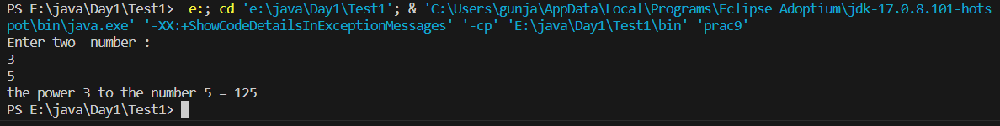 PS E:\java\Day1\Test1>  e:; cd 'e:\java\Day1\Test1'; & 'C:\Users\gunja\AppData\Local\Programs\Eclipse Adoptium\jdk-17.0.8.101-hots
pot\bin\java.exe' '-XX:+ShowCodeDetailsInExceptionMessages' '-cp' 'E:\java\Day1\Test1\bin' 'prac9'
Enter two  number :
3
5
the power 3 to the number 5 = 125
PS E:\java\Day1\Test1>